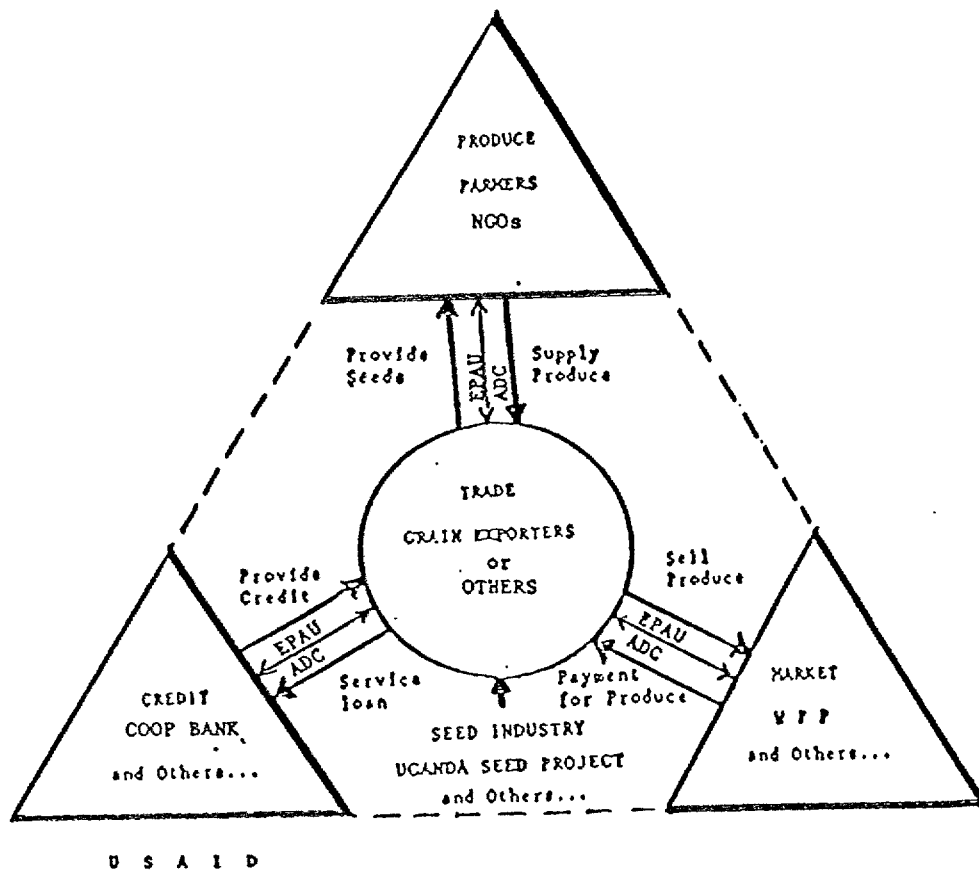 PRODUCE
FARMERS
NGOs
Provide
Seeds
EPAU
ADC
Supply
Produce
TRADE
GRAIN EXPORTERS
or
OTHERS
Provide
Credit
EPAU
ADC
Service
loan
Sell
Produce
EPAU
ADC
Payment
for Produce
CREDIT
COOP BANK
and Others...
SEED INDUSTRY
UGANDA SEED PROJECT
and Others...
MARKET
W F P
and Others...
U S A I D